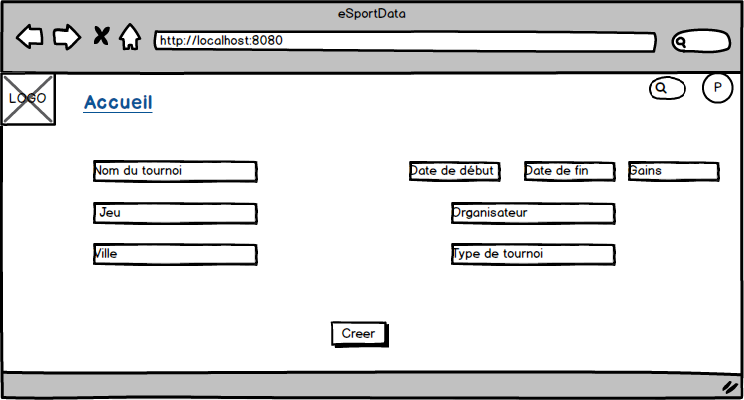 eSportData
http://localhost:8080
LOGO
Accueil
P
Nom du tournoi
Date de début
Date de fin
Gains
Jeu
Organisateur
Ville
Type de tournoi
Creer